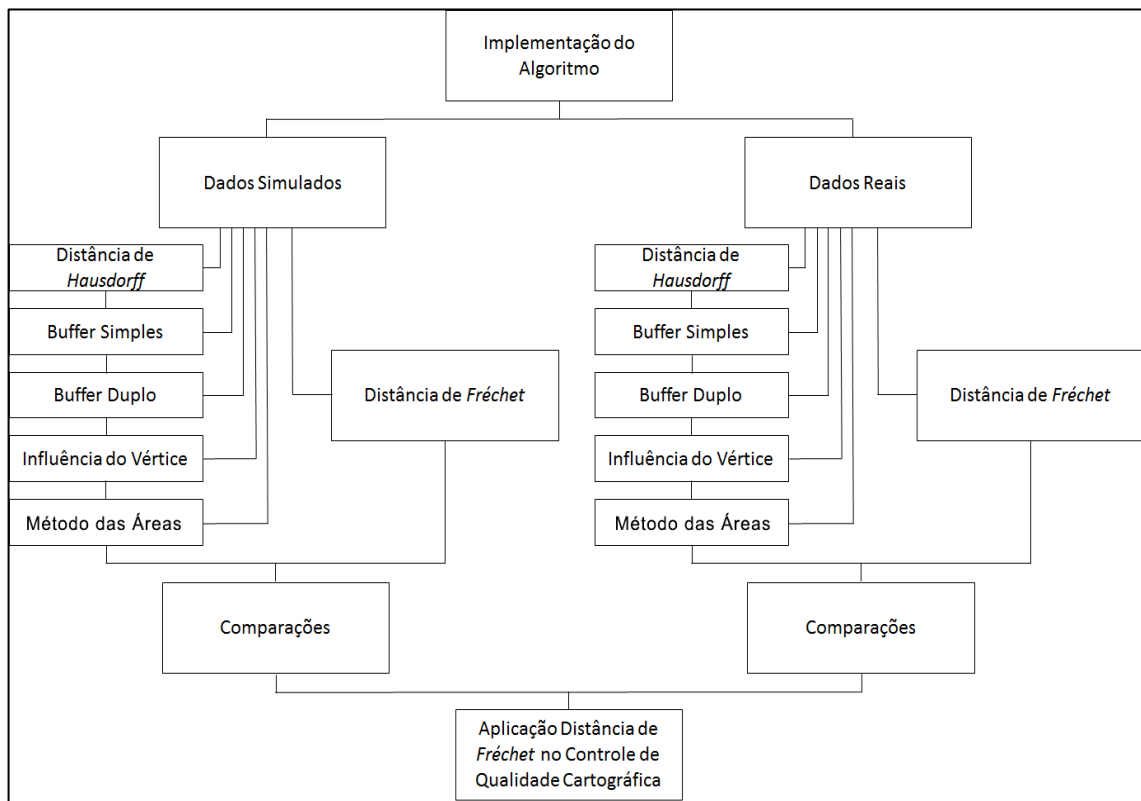 Implementação do
Algoritmo
Dados Simulados
Dados Reais
Distância de
Hausdorff
Buffer Simples
Buffer Duplo
Influência do Vértice
Método das Áreas
Distância de Fréchet
Distância de
Hausdorff
Buffer Simples
Buffer Duplo
Influência do Vértice
Método das Áreas
Distância de Fréchet
Comparações
Comparações
Aplicação Distância de
Fréchet no Controle de
Qualidade Cartográfica